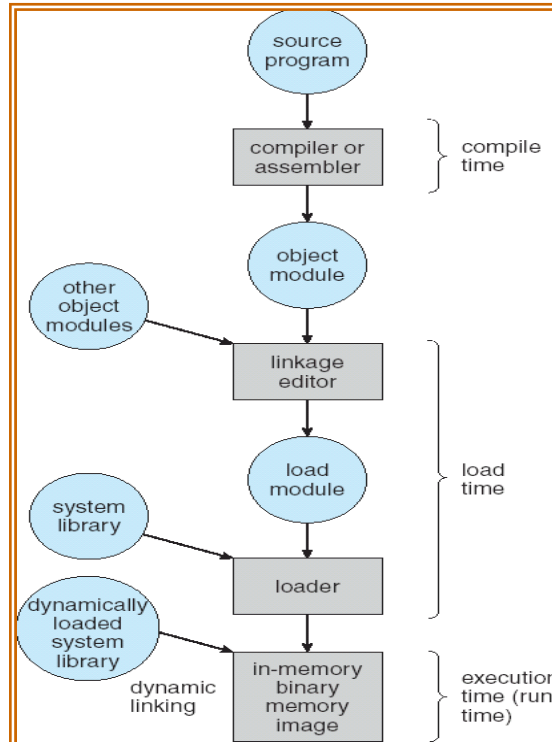 source
program
compiler or
assembler
compile
time
object
module
other
object
modules
linkage
editor
load
module
load
time
system
library
loader
dynamically
loaded
system
library
dynamic
linking
in-memory
binary
memory
image
execution
time (run
time)